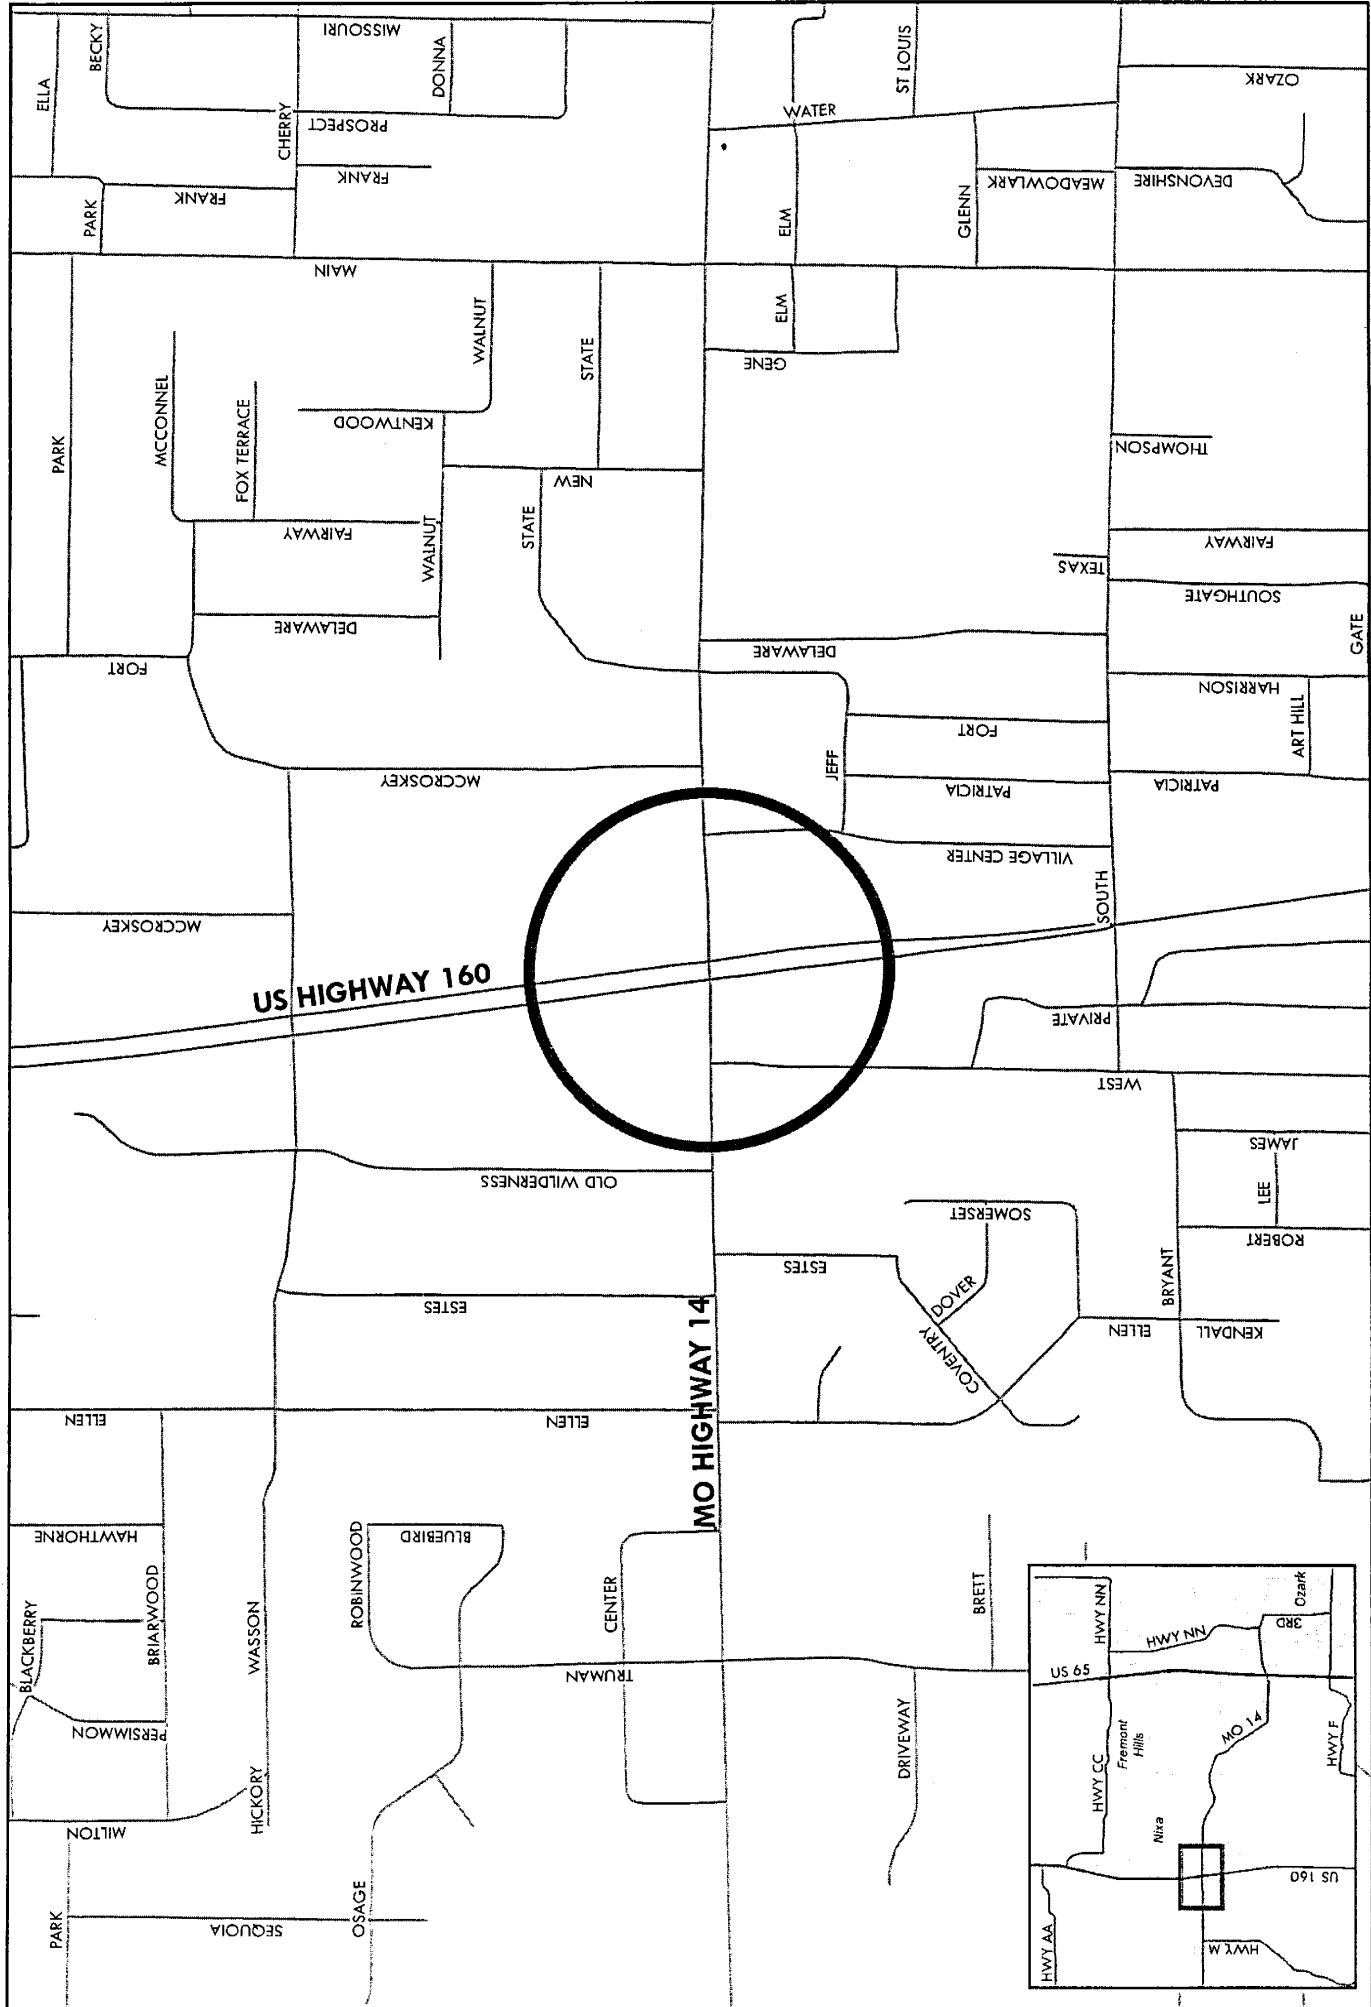 ELLA
BECKY
MISSOURI
DONNA
ST LOUIS
OZARK
CHERRY
PROSPECT
WATER
FRANK
FRANK
PARK
ELM
GLENN
MEADOWLARK
DEVONSHIRE
MAIN
PARK
MCCONNEL
FOX TERRACE
KENTWOOD
WALNUT
STATE
ELM
GENE
THOMPSON
NEW
STATE
WALNUT
FAIRWAY
FAIRWAY
TEXAS
SOUTHGATE
DELAWARE
DELAWARE
GATE
FORT
HARRISON
ART HILL
FORT
JEFF
MCCROSKEY
PATRICIA
PATRICIA
VILLAGE CENTER
SOUTH
MCCROSKEY
US HIGHWAY 160
PRIVATE
WEST
OLD WILDERNESS
JAMES
LEE
SOMERSET
ROBERT
ESTES
ESTES
DOVER
BRYANT
COVENTRY
ELLEN
KENDALL
MO HIGHWAY 14
ELLEN
ELLEN
HAWTHORNE
BLUEBIRD
ROBINWOOD
BLACKBERRY
BRIARWOOD
WASSON
CENTER
BRETT
TRUMAN
PERSIMMON
DRIVEWAY
HICKORY
MILTON
OSAGE
SEQUOIA
PARK
HWY NN
HWY NN
3RD
Ozark
US 65
MO 14
Fremont
Hills
HWY CC
HWY F
Nixa
US 160
HWY AA
HWY M